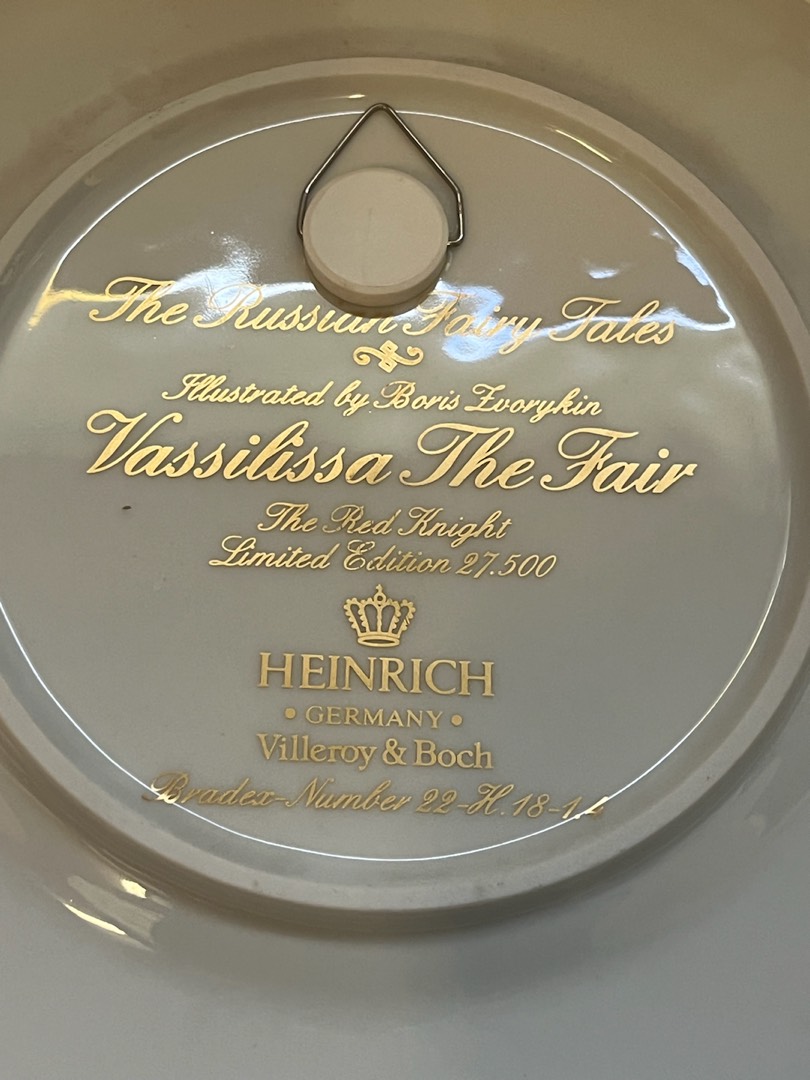 The Russian Fairy Tales
Illustrated by Boris Zvorykin
Vassilissa The Fair
The Red Knight
Limited Edition 27.500
HEINRICH
• GERMANY •
Villeroy & Boch
Bradex-Number 22-H.18-1.4